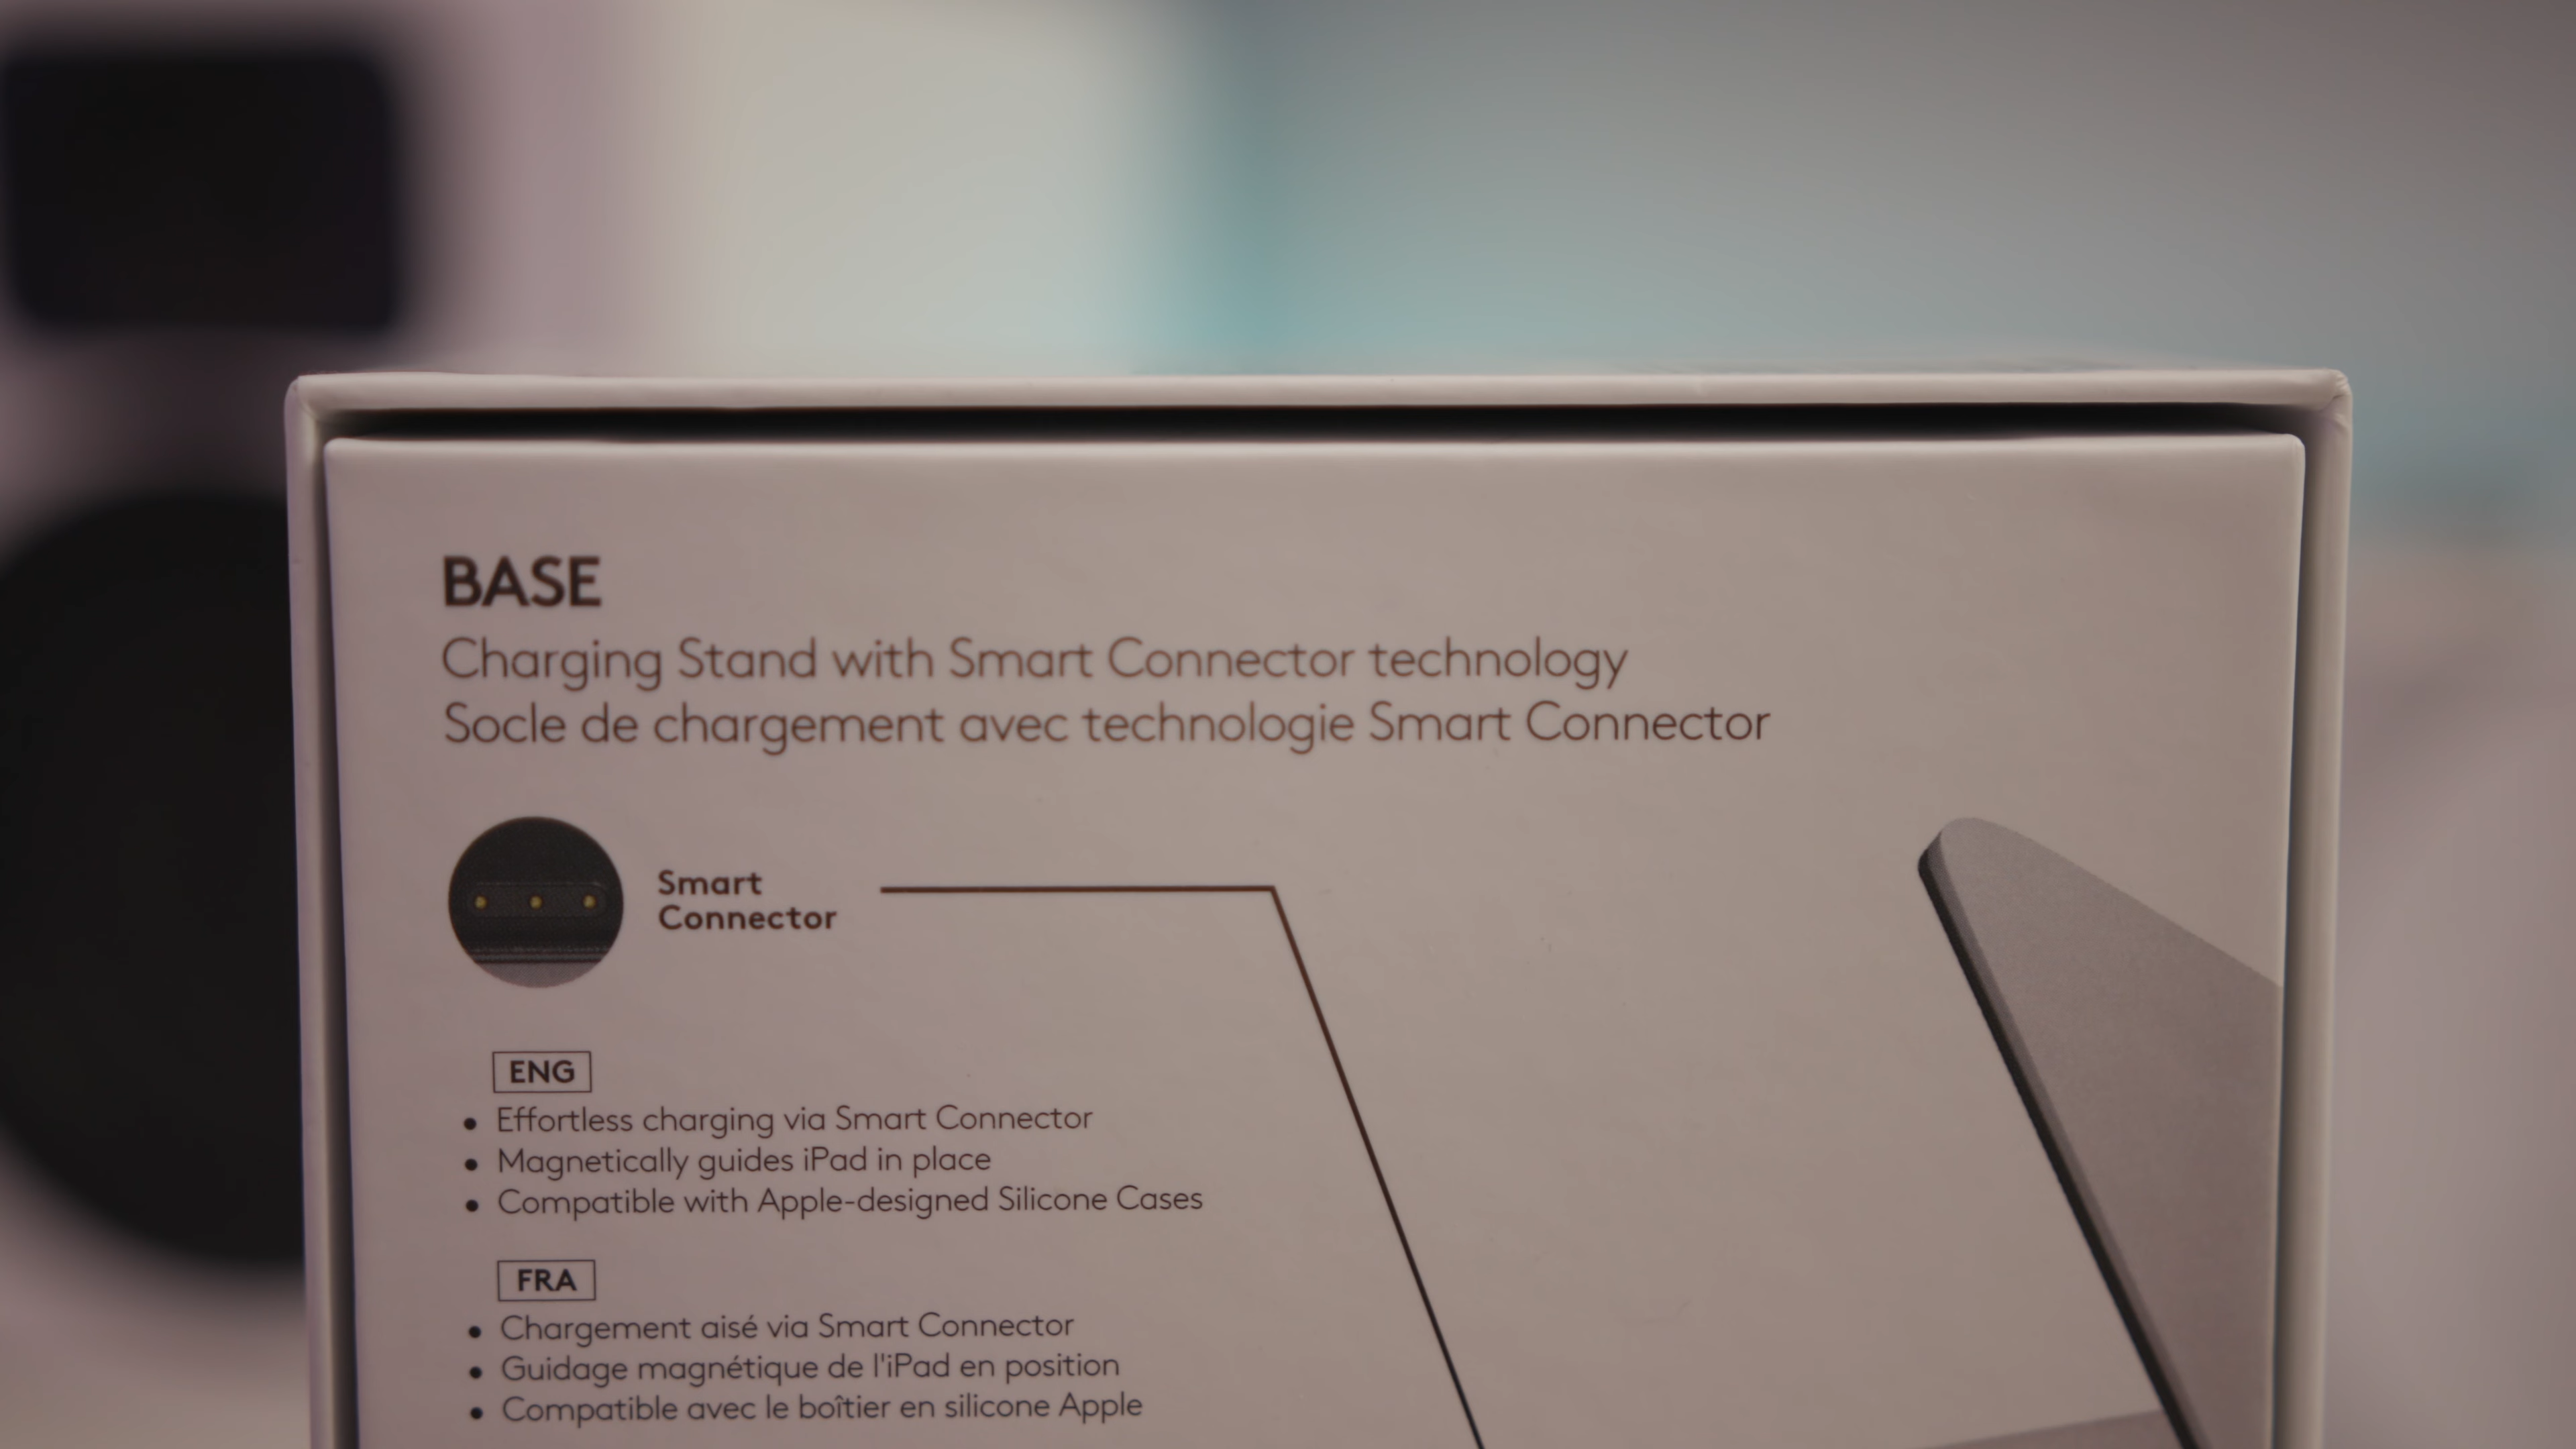 BASE
Charging Stand with Smart Connector technology
Socle de chargement avec technologie Smart Connector
Smart
Connector
ENG
• Effortless charging via Smart Connector
• Magnetically guides iPad in place
• Compatible with Apple-designed Silicone Cases
FRA
• Chargement aisé via Smart Connector
• Guidage magnétique de l'iPad en position
• Compatible avec le boîtier en silicone Apple